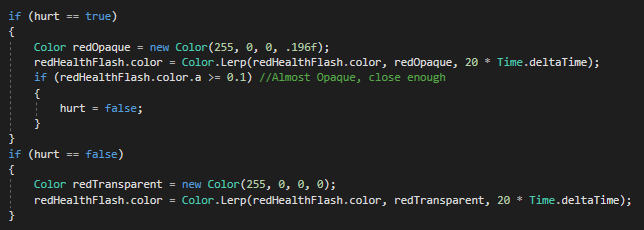 if (hurt == true)
{
Color redOpaque = new Color(255, 0, 0, .196f);
redHealthFlash.color = Color.Lerp(redHealthFlash.color, redOpaque, 20 * Time.deltaTime);
if (redHealthFlash.color.a >= 0.1) //Almost Opaque, close enough
{
hurt = false;
}
}
if (hurt == false)
{
Color redTransparent = new Color(255, 0, 0, 0);
redHealthFlash.color = Color.Lerp(redHealthFlash.color, redTransparent, 20 * Time.deltaTime);
}